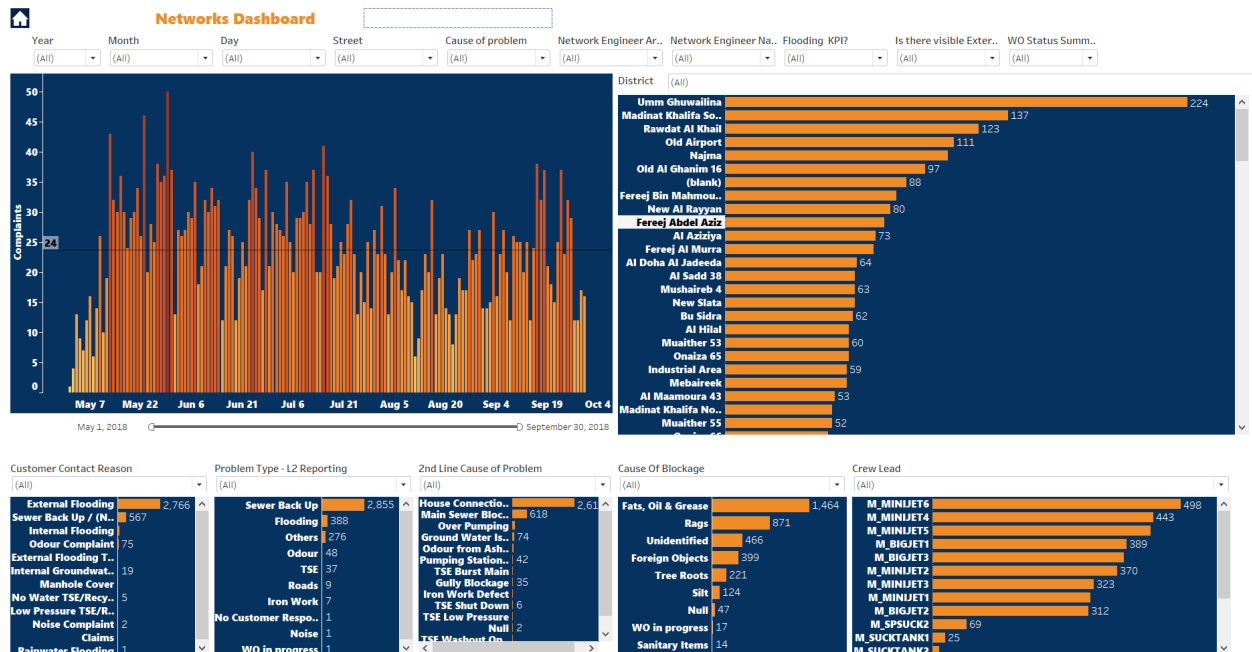 Networks Dashboard
Year Month Day Street Cause of problem Network Engineer Ar.. Network Engineer Na.. Flooding KPI? Is there visible Exter.. WO Status Summ..
(All) (All) (All) (All) (All) (All) (All) (All) (All) (All)
District (All)
50
45
40
35
30
25
24
20
15
10
5
0
Complaints
May 7 May 22 Jun 6 Jun 21 Jul 6 Jul 21 Aug 5 Aug 20 Sep 4 Sep 19 Oct 4
May 1, 2018 September 30, 2018
Umm Ghuwailina 224
Madinat Khalifa So.. 137
Rawdat Al Khail 123
Old Airport 111
Najma
Old Al Ghanim 16 97
(blank) 88
Fereej Bin Mahmou..
New Al Rayyan 80
Fereej Abdel Aziz
Al Aziziya 73
Fereej Al Murra
Al Doha Al Jadeeda 64
Al Sadd 38
Mushaireb 4 63
New Slata
Bu Sidra 62
Al Hilal
Muaither 53 60
Onaiza 65
Industrial Area 59
Mebaireek
Al Maamoura 43 53
Madinat Khalifa No..
Muaither 55 52
Customer Contact Reason
(All)
External Flooding 2,766
Sewer Back Up / (N.. 567
Internal Flooding
Odour Complaint 75
External Flooding T..
Internal Groundwat.. 19
Manhole Cover
No Water TSE/Recy.. 5
Low Pressure TSE/R..
Noise Complaint 2
Claims
Rainwater Flooding 1
Problem Type - L2 Reporting
(All)
Sewer Back Up 2,855
Flooding 388
Others 276
Odour 48
TSE 37
Roads 9
Iron Work 7
No Customer Respo.. 1
Noise 1
WO in progress 1
2nd Line Cause of Problem
(All)
House Connectio.. 2,61
Main Sewer Bloc.. 618
Over Pumping
Ground Water Is.. 74
Odour from Ash..
Pumping Station.. 42
TSE Burst Main
Gully Blockage 35
Iron Work Defect
TSE Shut Down 6
TSE Low Pressure
Null 2
TSE Washout Op..
Cause Of Blockage
(All)
Fats, Oil & Grease 1,464
Rags 871
Unidentified 466
Foreign Objects 399
Tree Roots 221
Silt 124
Null 47
WO in progress 17
Sanitary Items 14
Crew Lead
(All)
M_MINIJET6 498
M_MINIJET4 443
M_MINIJET5
M_BIGJET1 389
M_BIGJET3
M_MINIJET2 370
M_MINIJET3 323
M_MINIJET1
M_BIGJET2 312
M_SPSUCK2 69
M_SUCKTANK1 25
M_SUCKTANK2